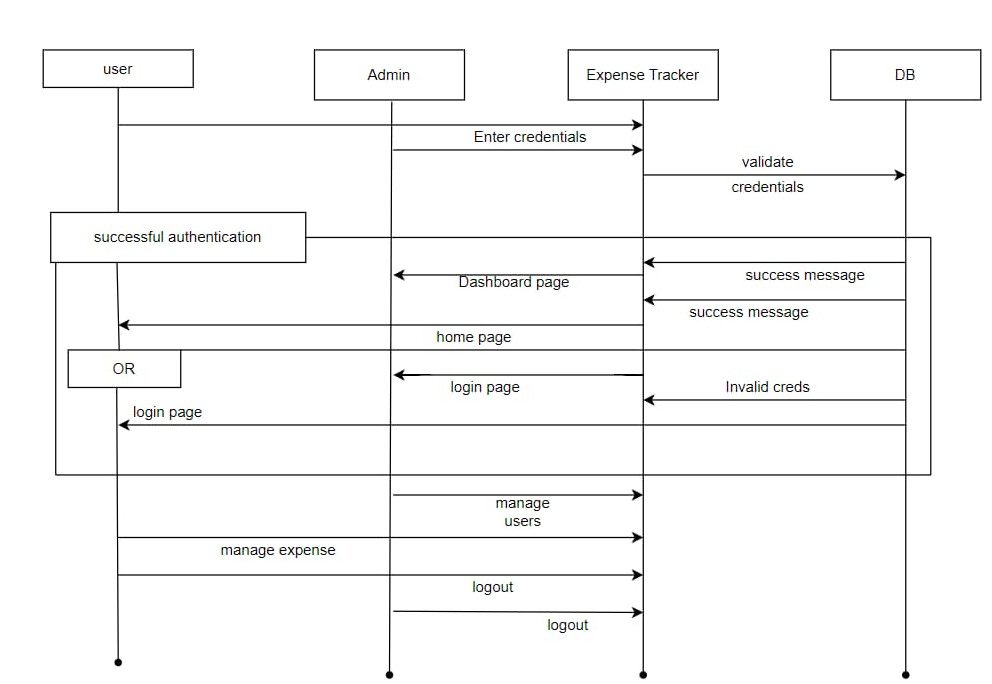 user
Admin
Expense Tracker
DB
Enter credentials
validate
credentials
successful authentication
success message
Dashboard page
success message
home page
OR
login page
Invalid creds
login page
manage
users
manage expense
logout
logout